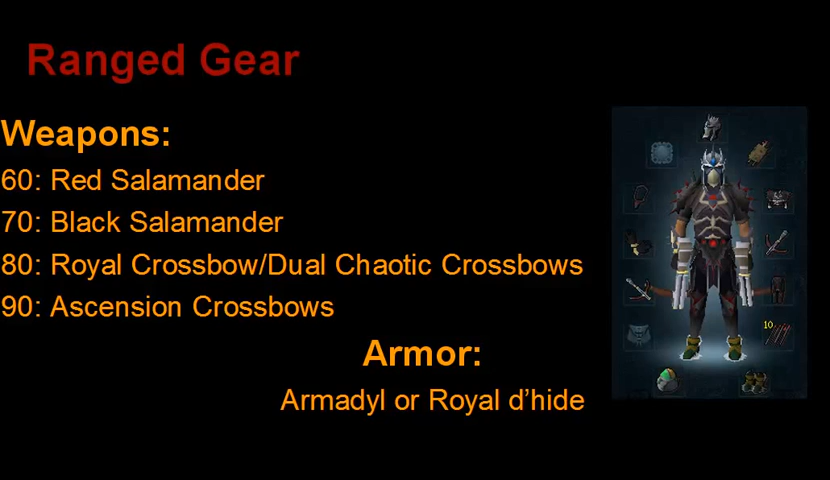 Ranged Gear
Weapons:
60: Red Salamander
70: Black Salamander
80: Royal Crossbow/Dual Chaotic Crossbows
90: Ascension Crossbows
10
Armor:
Armadyl or Royal d’hide